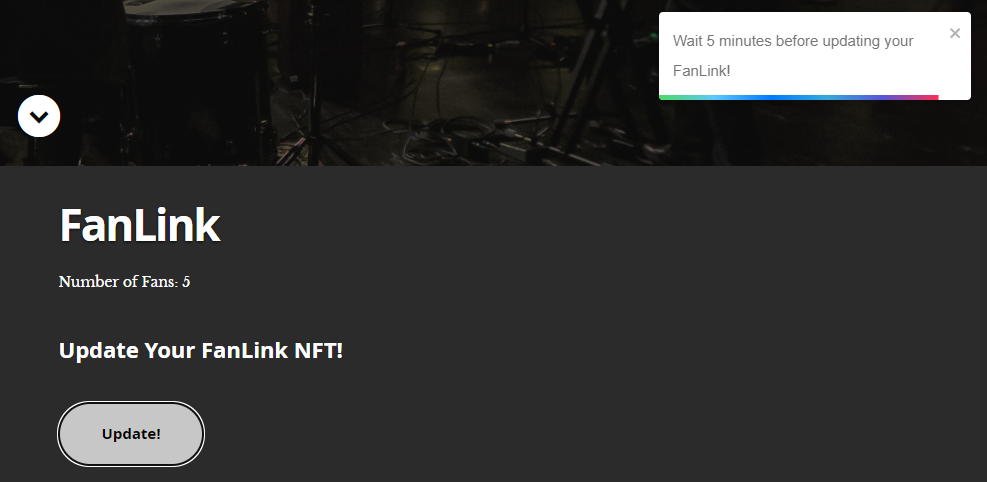 Wait 5 minutes before updating your
FanLink!
FanLink
Number of Fans: 5
Update Your FanLink NFT!
Update!